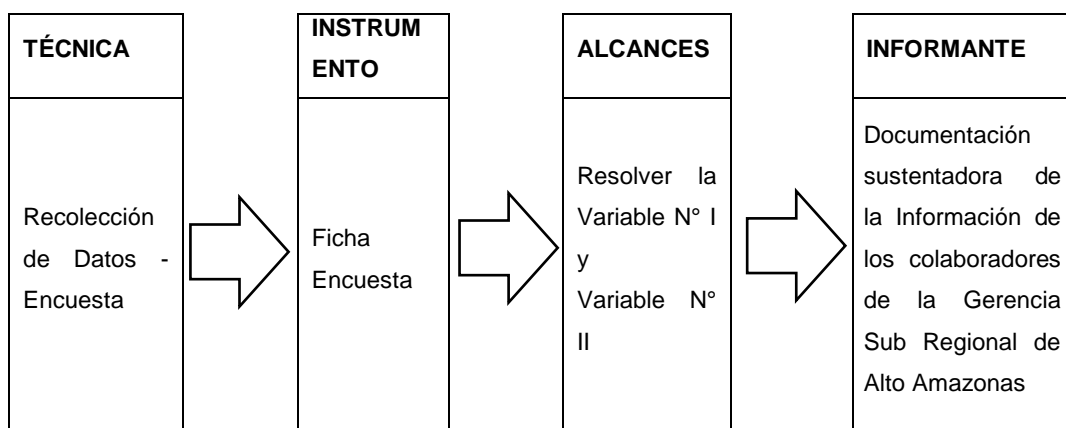 TÉCNICA
INSTRUM
ENTO
ALCANCES
INFORMANTE
Recolección
de Datos -
Encuesta
Ficha
Encuesta
Resolver la
Variable N° I
y
Variable N°
II
Documentación
sustentadora de
la Información de
los colaboradores
de la Gerencia
Sub Regional de
Alto Amazonas